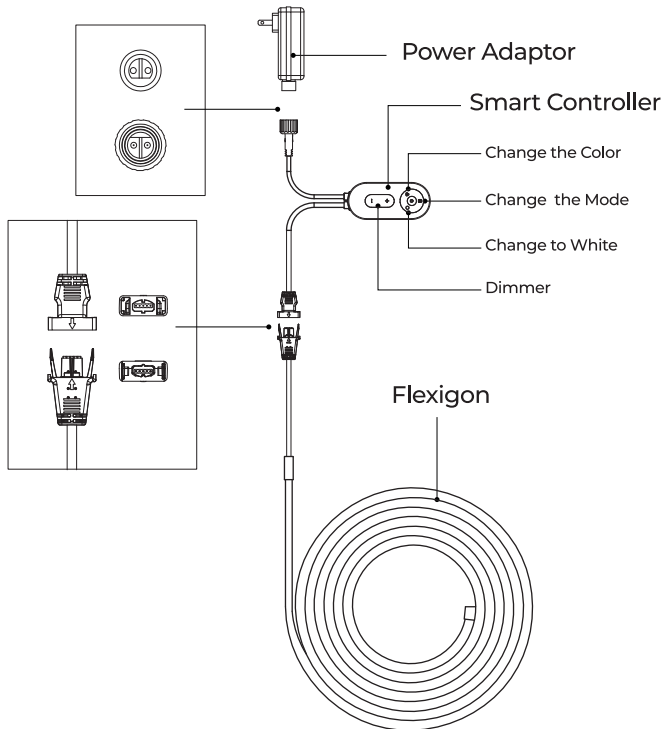 Power Adaptor
Smart Controller
Change the Color
Change the Mode
Change to White
Dimmer
Flexigon